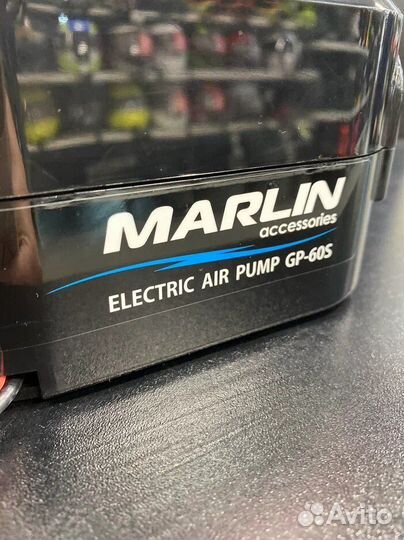 MARLIN
accessories
ELECTRIC AIR PUMP GP-60S
Avito